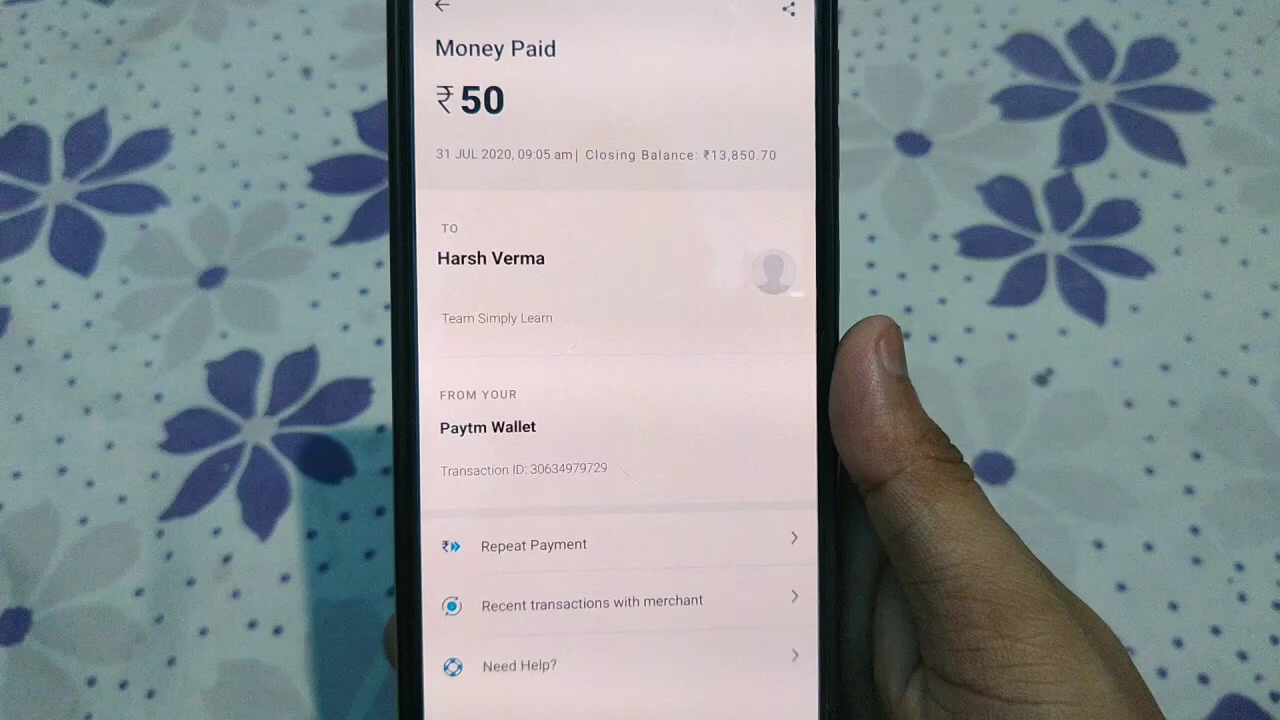 Money Paid
₹50
31 JUL 2020, 09:05 am| Closing Balance: ₹13,850.70
TO
Harsh Verma
Team Simply Learn
FROM YOUR
Paytm Wallet
Transaction ID: 30634979729
Repeat Payment
Recent transactions with merchant
Need Help?